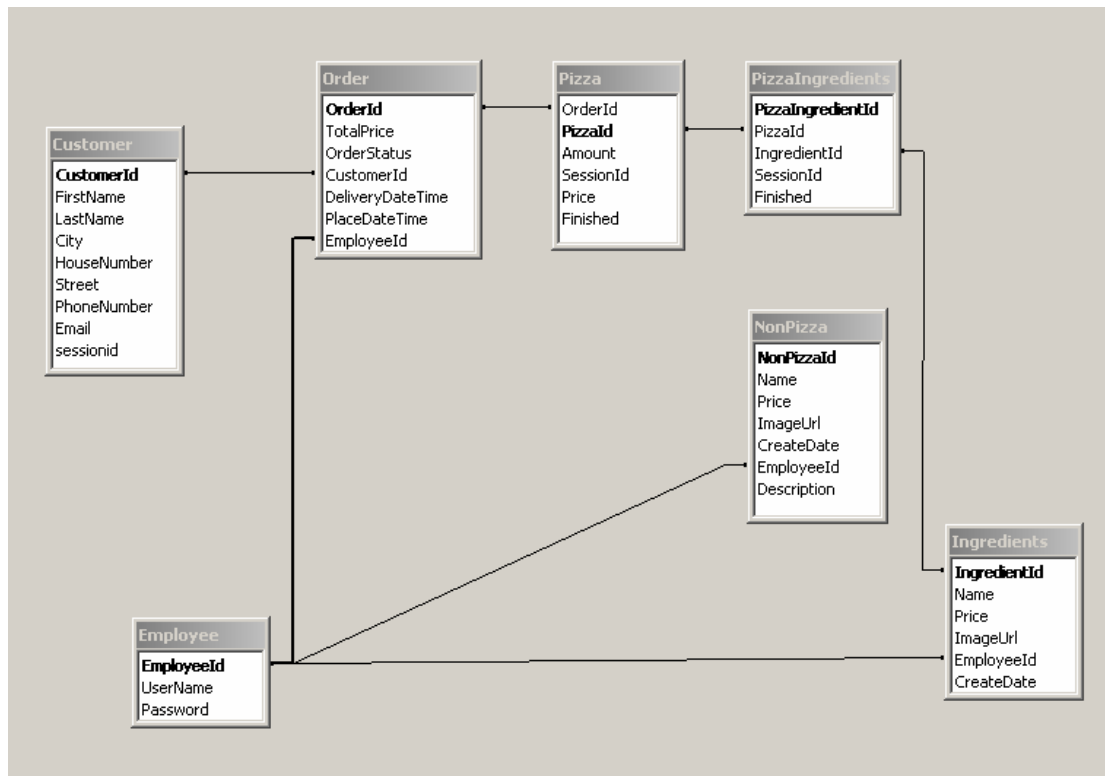 Customer
CustomerId
FirstName
LastName
City
HouseNumber
Street
PhoneNumber
Email
sessionid
Order
OrderId
TotalPrice
OrderStatus
CustomerId
DeliveryDateTime
PlaceDateTime
EmployeeId
Pizza
OrderId
PizzaId
Amount
SessionId
Price
Finished
PizzaIngredients
PizzaIngredientId
PizzaId
IngredientId
SessionId
Finished
NonPizza
NonPizzaId
Name
Price
ImageUrl
CreateDate
EmployeeId
Description
Ingredients
IngredientId
Name
Price
ImageUrl
EmployeeId
CreateDate
Employee
EmployeeId
UserName
Password